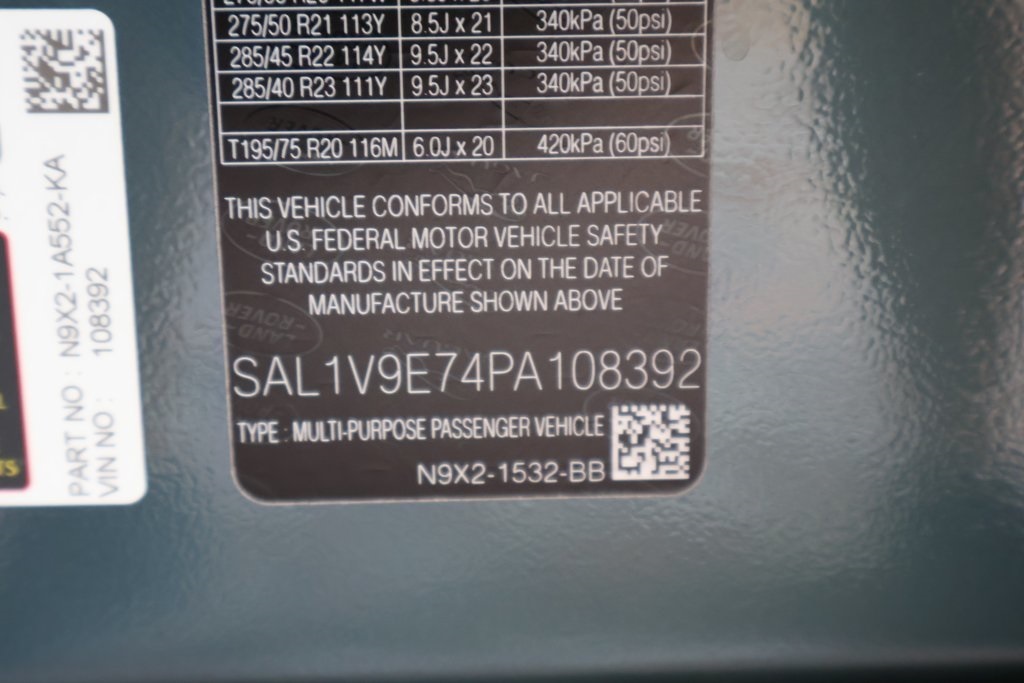 275/50 R21 113Y 8.5J x 21 340kPa (50psi)
285/45 R22 114Y 9.5J x 22 340kPa (50psi)
285/40 R23 111Y 9.5J x 23 340kPa (50psi)
T195/75 R20 116M 6.0J x 20 420kPa (60psi)
THIS VEHICLE CONFORMS TO ALL APPLICABLE
U.S. FEDERAL MOTOR VEHICLE SAFETY
STANDARDS IN EFFECT ON THE DATE OF
MANUFACTURE SHOWN ABOVE
SAL1V9E74PA108392
TYPE : MULTI-PURPOSE PASSENGER VEHICLE
N9X2-1532-BB
PART NO : N9X2-1A552-KA
VIN NO : 108392